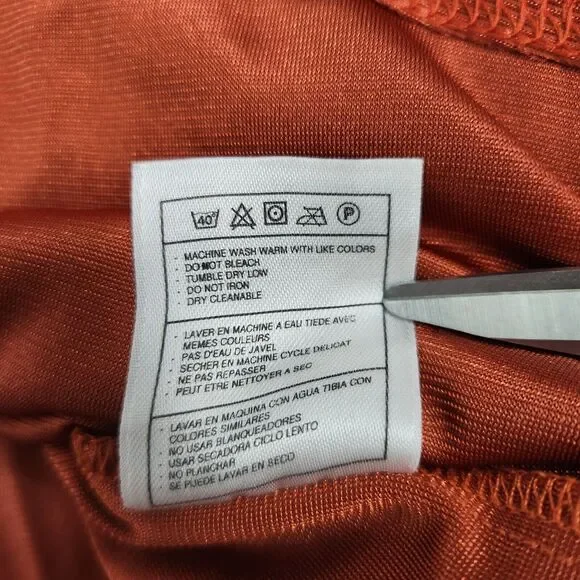 40°
P
- MACHINE WASH WARM WITH LIKE COLORS
- DO NOT BLEACH
- TUMBLE DRY LOW
- DO NOT IRON
- DRY CLEANABLE
- LAVER EN MACHINE A EAU TIEDE AVEC
MEMES COULEURS
- PAS D'EAU DE JAVEL
- SECHER EN MACHINE CYCLE DELICAT
- NE PAS REPASSER
- PEUT ETRE NETTOYER A SEC
- LAVAR EN MAQUINA CON AGUA TIBIA CON
COLORES SIMILARES
- NO USAR BLANQUEADORES
- USAR SECADORA CICLO LENTO
- NO PLANCHAR
- SE PUEDE LAVAR EN SECO